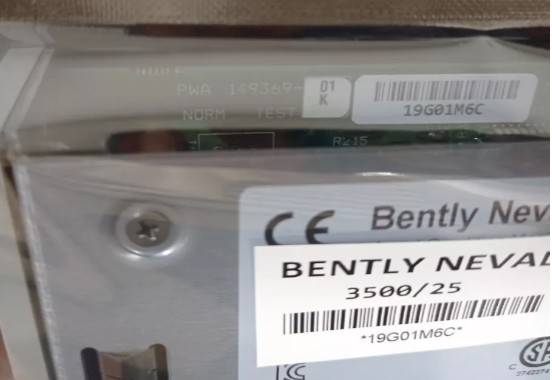 PWA 149369-
01
K
19G01M6C
NORM TEST
R215
CE
Bently Nev
BENTLY NEVAD
3500/25
*19G01M6C*
C